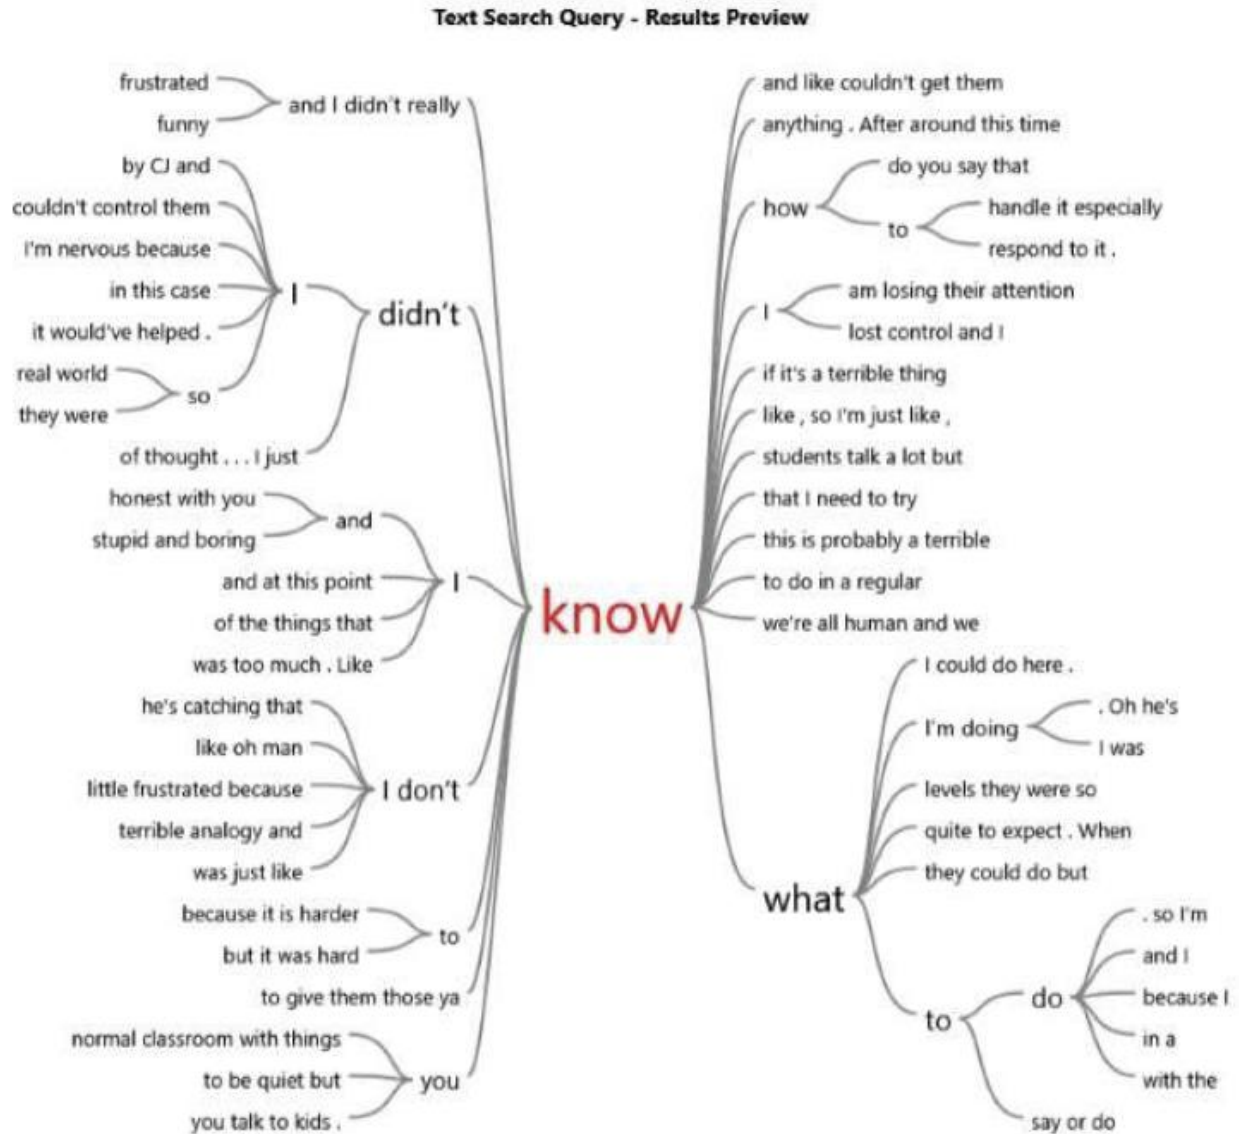 Text Search Query - Results Preview
frustrated
funny
and I didn't really
by CJ and
couldn't control them
I'm nervous because
in this case
it would've helped .
real world
they were
so
I
of thought . . . I just
didn't
honest with you
stupid and boring
and
and at this point
of the things that
was too much . Like
I
he's catching that
like oh man
little frustrated because
terrible analogy and
was just like
I don't
because it is harder
but it was hard
to
to give them those ya
normal classroom with things
to be quiet but
you talk to kids .
you
know
and like couldn't get them
anything . After around this time
how
do you say that
to
handle it especially
respond to it .
I
am losing their attention
lost control and I
if it's a terrible thing
like , so I'm just like ,
students talk a lot but
that I need to try
this is probably a terrible
to do in a regular
we're all human and we
what
I could do here .
I'm doing
. Oh he's
I was
levels they were so
quite to expect . When
they could do but
to
do
. so I'm
and I
because I
in a
with the
say or do